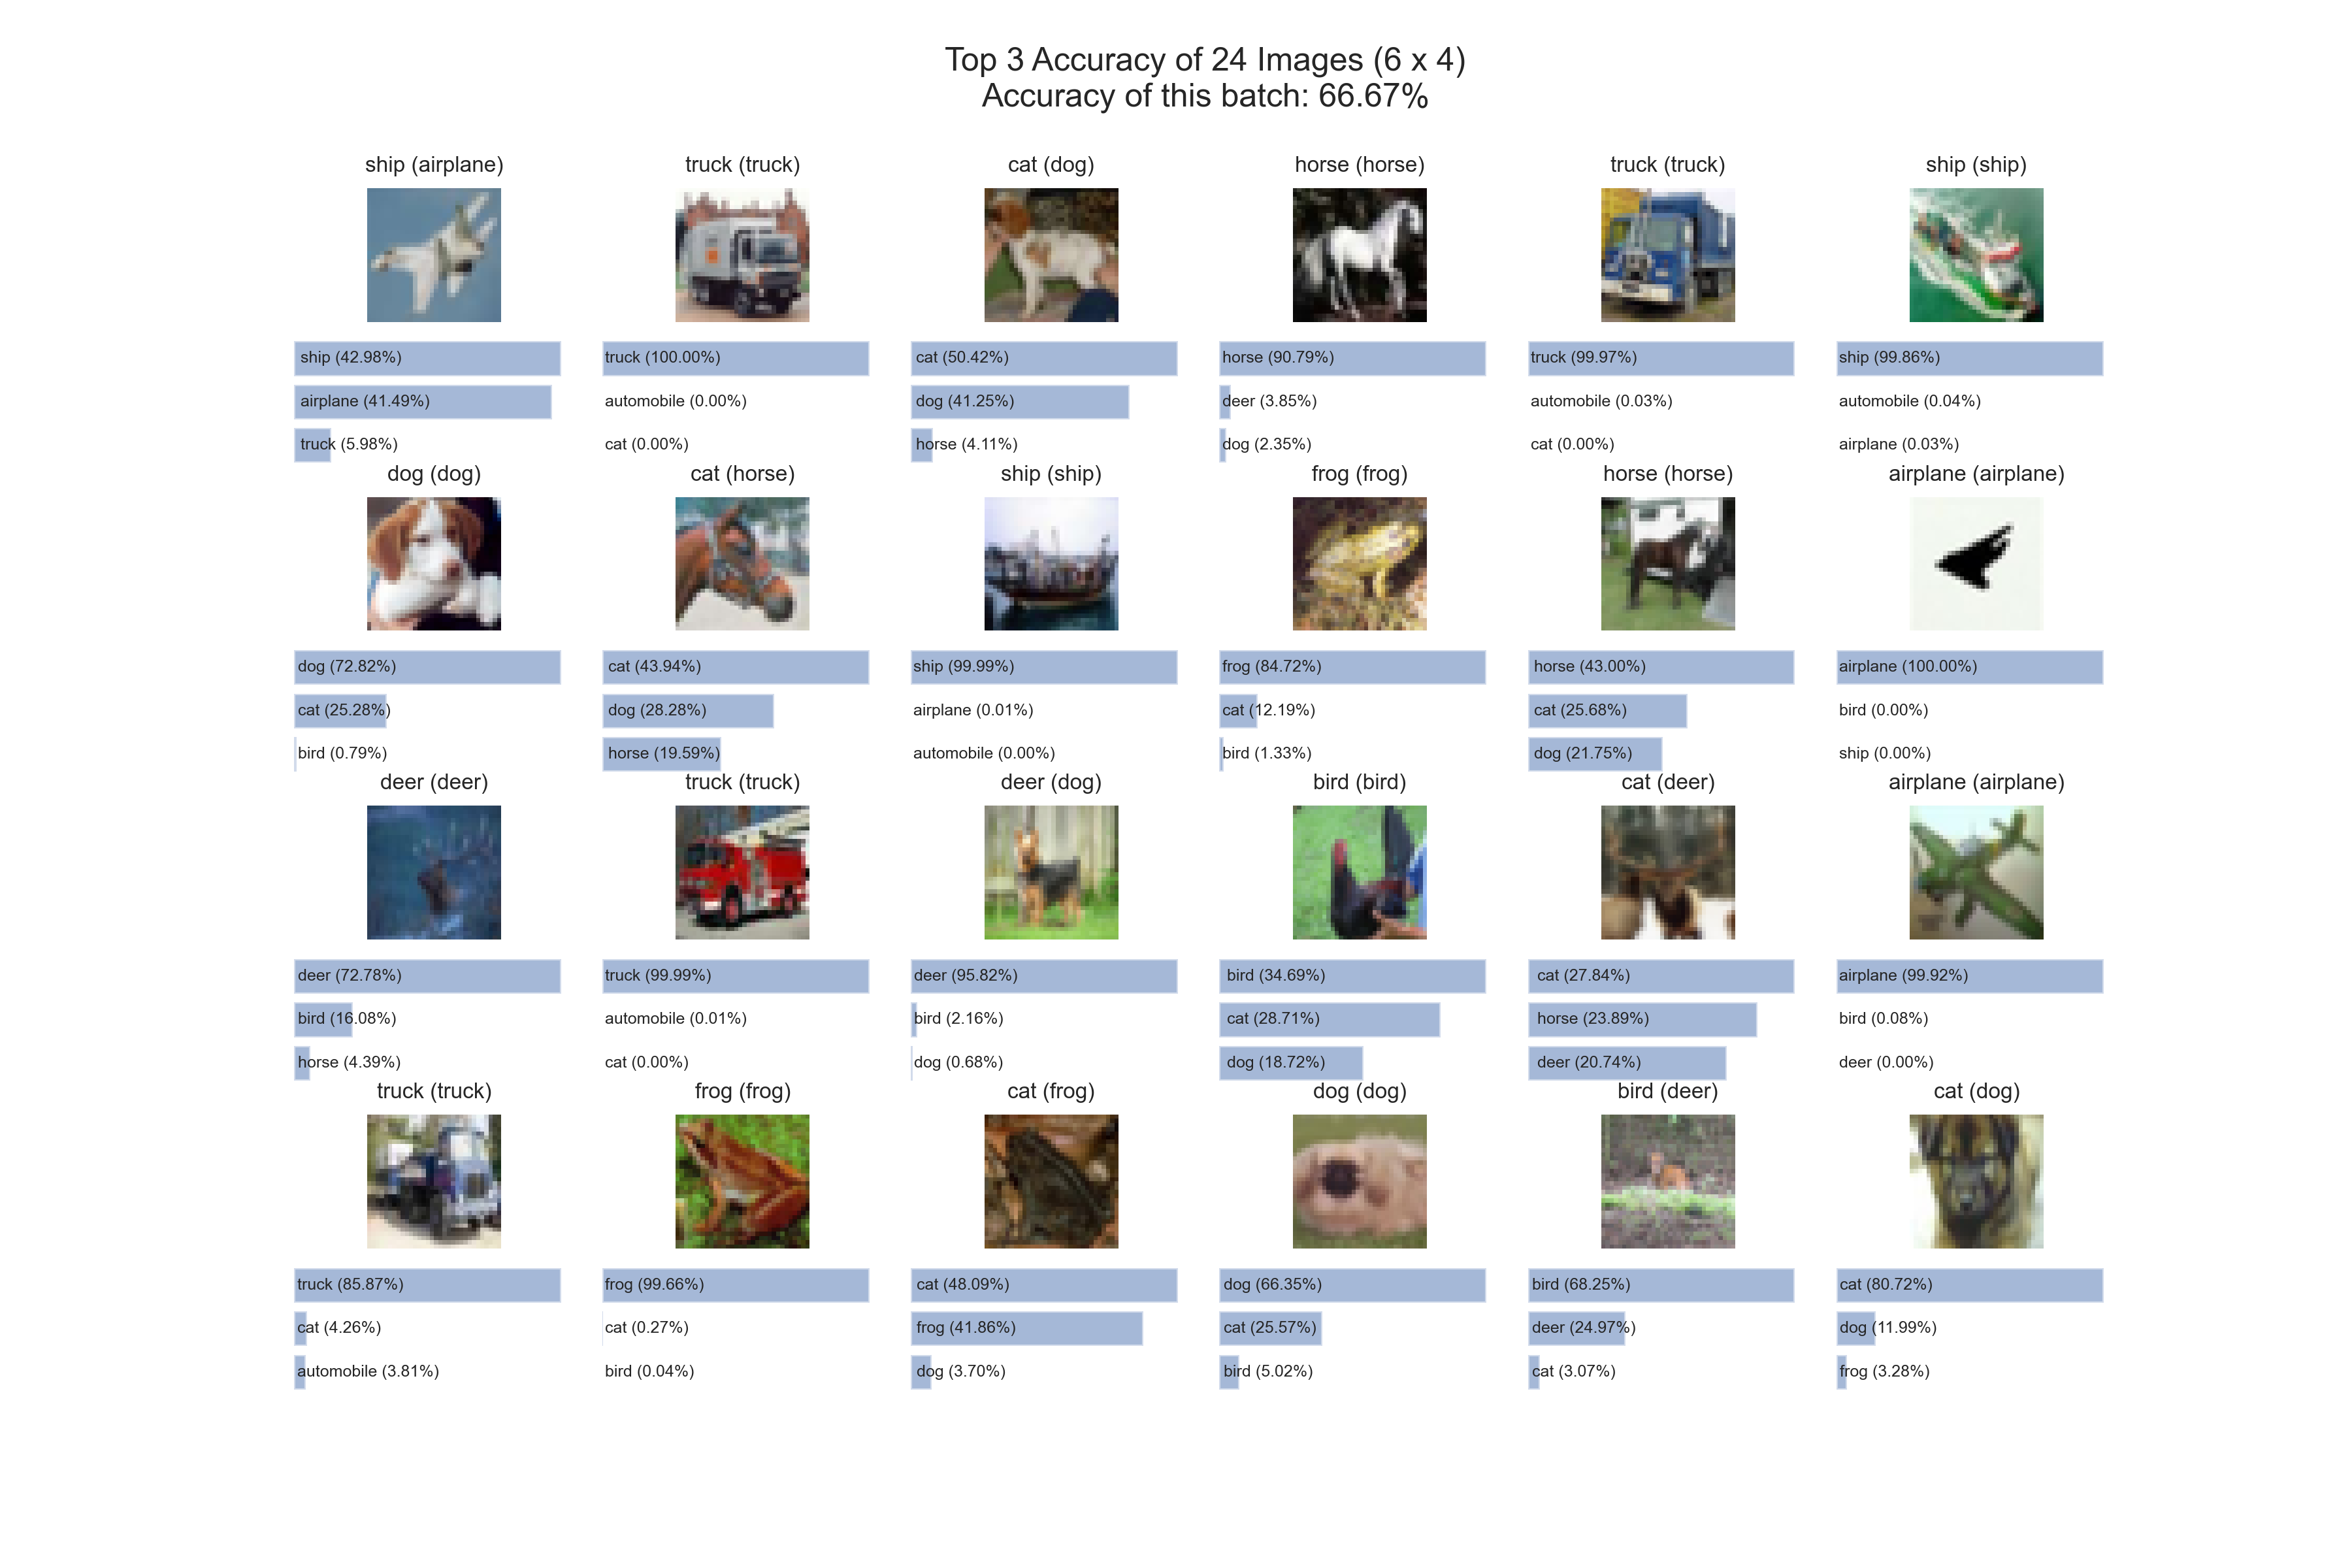 Top 3 Accuracy of 24 Images (6 x 4)
Accuracy of this batch: 66.67%
ship (airplane)
ship (42.98%)
airplane (41.49%)
truck (5.98%)
truck (truck)
truck (100.00%)
automobile (0.00%)
cat (0.00%)
cat (dog)
cat (50.42%)
dog (41.25%)
horse (4.11%)
horse (horse)
horse (90.79%)
deer (3.85%)
dog (2.35%)
truck (truck)
truck (99.97%)
automobile (0.03%)
cat (0.00%)
ship (ship)
ship (99.86%)
automobile (0.04%)
airplane (0.03%)
dog (dog)
dog (72.82%)
cat (25.28%)
bird (0.79%)
cat (horse)
cat (43.94%)
dog (28.28%)
horse (19.59%)
ship (ship)
ship (99.99%)
airplane (0.01%)
automobile (0.00%)
frog (frog)
frog (84.72%)
cat (12.19%)
bird (1.33%)
horse (horse)
horse (43.00%)
cat (25.68%)
dog (21.75%)
airplane (airplane)
airplane (100.00%)
bird (0.00%)
ship (0.00%)
deer (deer)
deer (72.78%)
bird (16.08%)
horse (4.39%)
truck (truck)
truck (99.99%)
automobile (0.01%)
cat (0.00%)
deer (dog)
deer (95.82%)
bird (2.16%)
dog (0.68%)
bird (bird)
bird (34.69%)
cat (28.71%)
dog (18.72%)
cat (deer)
cat (27.84%)
horse (23.89%)
deer (20.74%)
airplane (airplane)
airplane (99.92%)
bird (0.08%)
deer (0.00%)
truck (truck)
truck (85.87%)
cat (4.26%)
automobile (3.81%)
frog (frog)
frog (99.66%)
cat (0.27%)
bird (0.04%)
cat (frog)
cat (48.09%)
frog (41.86%)
dog (3.70%)
dog (dog)
dog (66.35%)
cat (25.57%)
bird (5.02%)
bird (deer)
bird (68.25%)
deer (24.97%)
cat (3.07%)
cat (dog)
cat (80.72%)
dog (11.99%)
frog (3.28%)